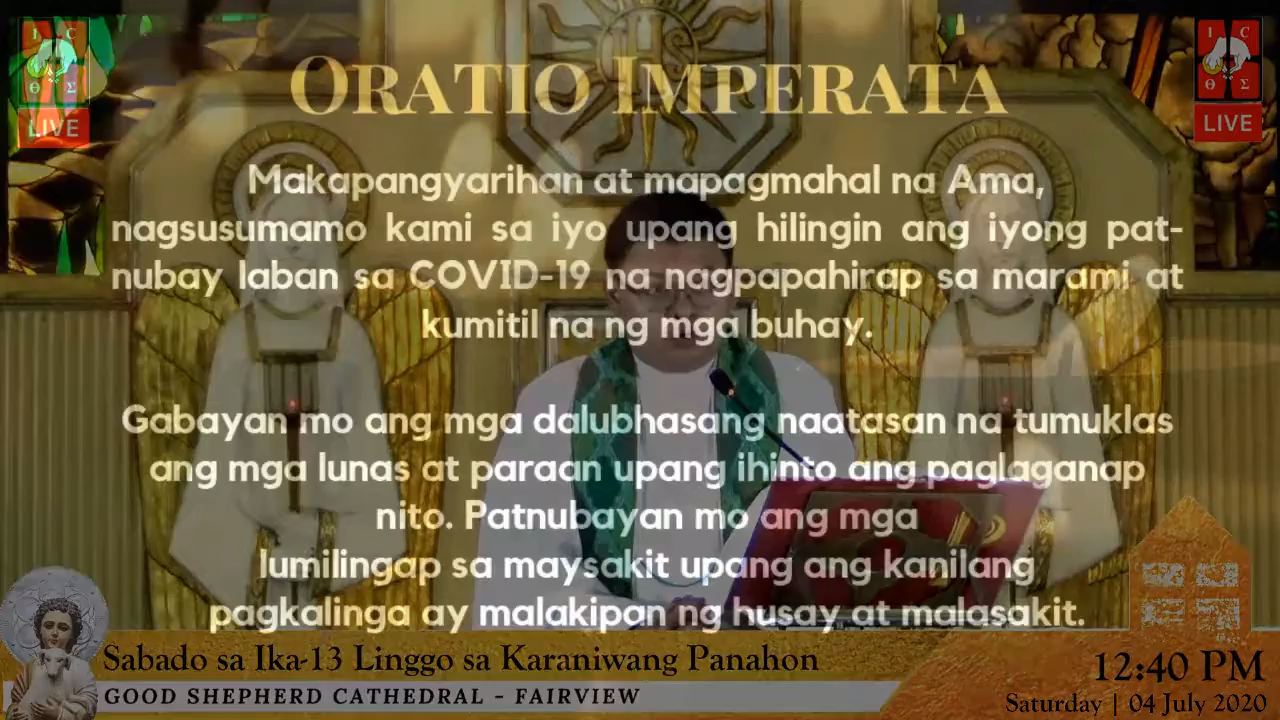 I C
I C
Θ Σ
Θ Σ
LIVE
LIVE
ORATIO IMPERATA
Makapangyarihan at mapagmahal na Ama,
nagsusumamo kami sa iyo upang hilingin ang iyong pat-
nubay laban sa COVID-19 na nagpapahirap sa marami at
kumitil na ng mga buhay.
Gabayan mo ang mga dalubhasang naatasan na tumuklas
ang mga lunas at paraan upang ihinto ang paglaganap
nito. Patnubayan mo ang mga
lumilingap sa maysakit upang ang kanilang
pagkalinga ay malakipan ng husay at malasakit.
Sabado sa Ika-13 Linggo sa Karaniwang Panahon
GOOD SHEPHERD CATHEDRAL - FAIRVIEW
12:40 PM
Saturday | 04 July 2020